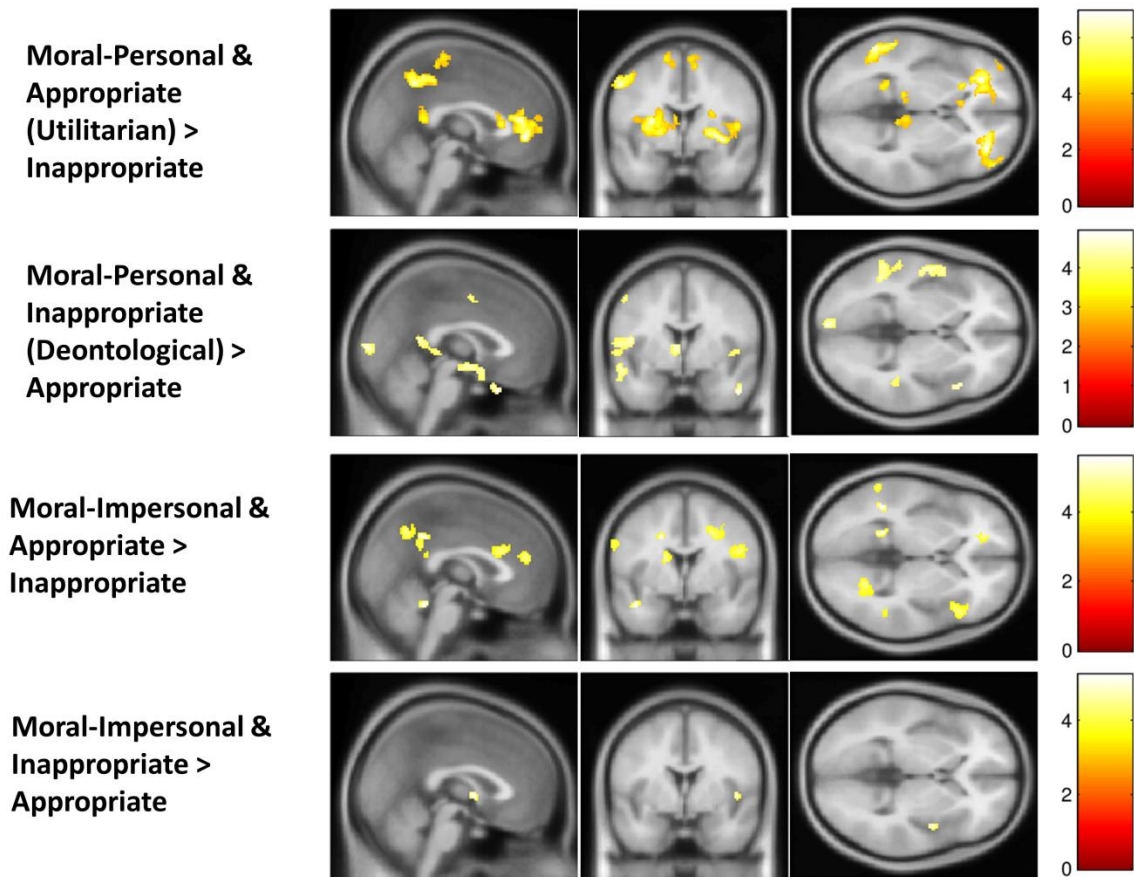 Moral-Personal &
Appropriate
(Utilitarian) >
Inappropriate
6
4
2
0
Moral-Personal &
Inappropriate
(Deontological) >
Appropriate
4
3
2
1
0
Moral-Impersonal &
Appropriate >
Inappropriate
4
2
0
Moral-Impersonal &
Inappropriate >
Appropriate
4
2
0